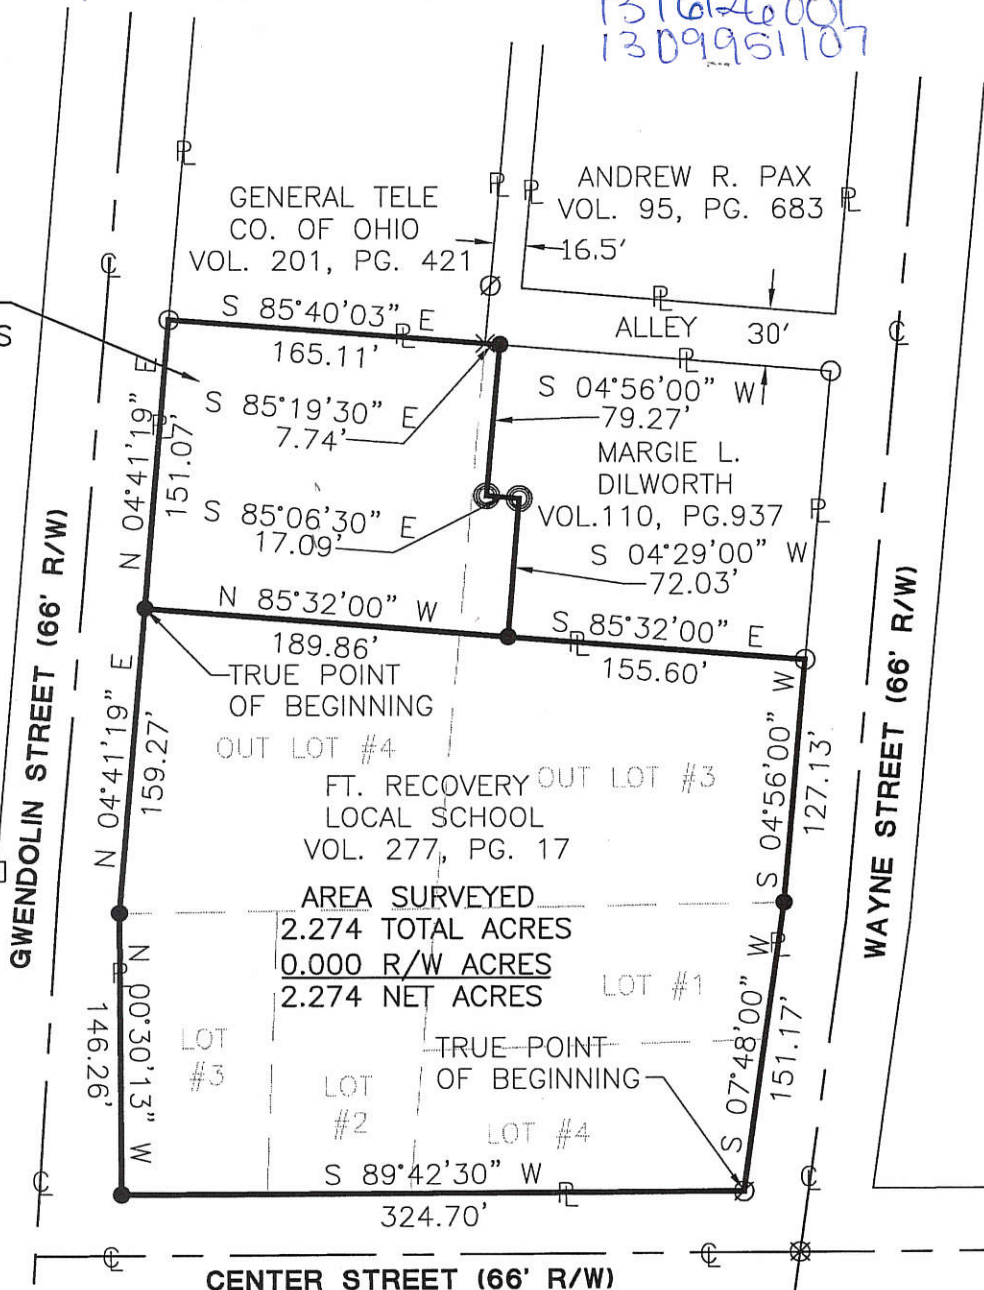 1309951107
GENERAL TELE
CO. OF OHIO
VOL. 201, PG. 421
ANDREW R. PAX
VOL. 95, PG. 683
16.5'
S 85°40'03" E
165.11'
ALLEY
30'
S
S 85°19'30" E
7.74'
S 04°56'00" W
79.27'
MARGIE L.
DILWORTH
VOL.110, PG.937
S 85°06'30" E
17.09'
S 04°29'00" W
72.03'
N 04°41'19" E
151.07'
N 85°32'00" W
189.86'
S 85°32'00" E
155.60'
TRUE POINT
OF BEGINNING
OUT LOT #4
OUT LOT #3
N 04°41'19" E
159.27'
FT. RECOVERY
LOCAL SCHOOL
VOL. 277, PG. 17
S 04°56'00" W
127.13'
GWENDOLIN STREET (66' R/W)
WAYNE STREET (66' R/W)
AREA SURVEYED
2.274 TOTAL ACRES
0.000 R/W ACRES
2.274 NET ACRES
LOT #1
N 00°30'13" W
146.26'
LOT
#3
LOT
#2
LOT #4
TRUE POINT
OF BEGINNING
S 07°48'00" W
151.17'
S 89°42'30" W
324.70'
CENTER STREET (66' R/W)